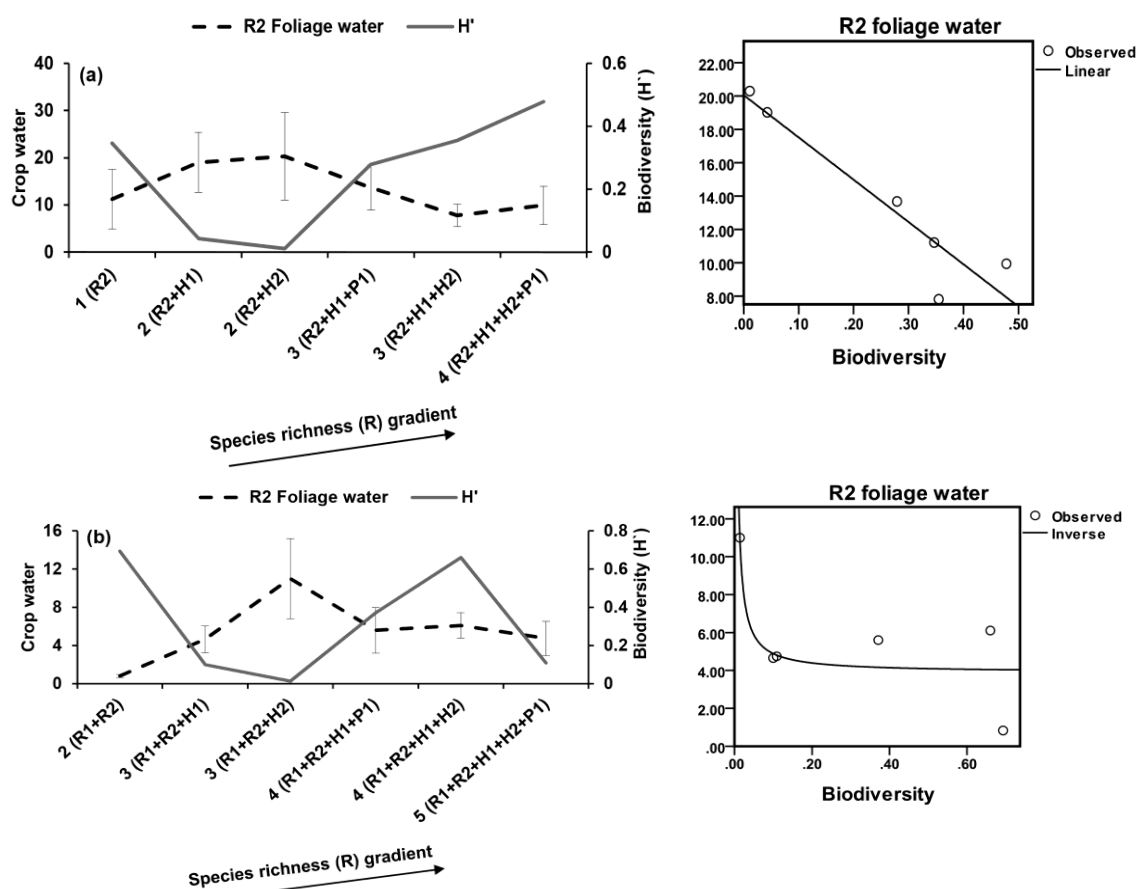 R2 Foliage water H'
(a)
Crop water
40
30
20
10
0
Biodiversity (H`)
0.6
0.4
0.2
0
1 (R2)
2 (R2+H1)
2 (R2+H2)
3 (R2+H1+P1)
3 (R2+H1+H2)
4 (R2+H1+H2+P1)
Species richness (R) gradient
R2 foliage water
Observed
Linear
22.00
20.00
18.00
16.00
14.00
12.00
10.00
8.00
.00 .10 .20 .30 .40 .50
Biodiversity
R2 Foliage water H'
(b)
Crop water
16
12
8
4
0
Biodiversity (H`)
0.8
0.6
0.4
0.2
0
2 (R1+R2)
3 (R1+R2+H1)
3 (R1+R2+H2)
4 (R1+R2+H1+P1)
4 (R1+R2+H1+H2)
5 (R1+R2+H1+H2+P1)
Species richness (R) gradient
R2 foliage water
Observed
Inverse
12.00
10.00
8.00
6.00
4.00
2.00
.00
.00 .20 .40 .60
Biodiversity